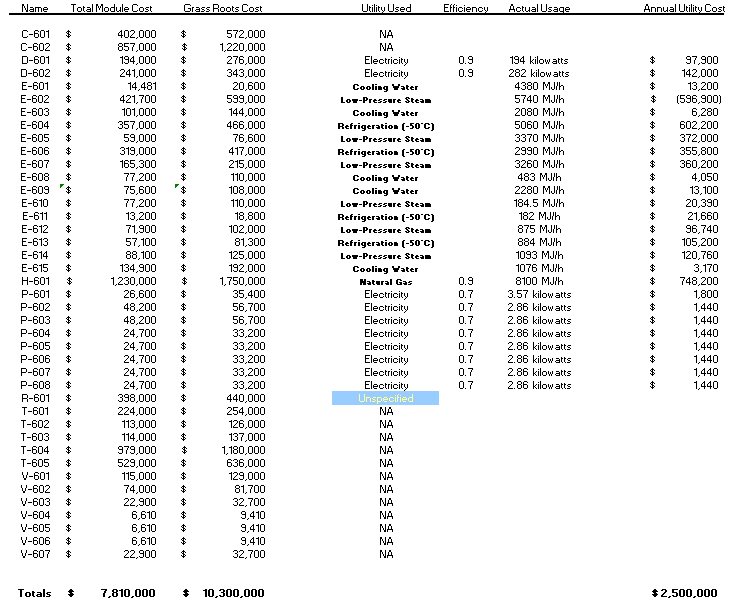 Name Total Module Cost Grass Roots Cost Utility Used Efficiency Actual Usage Annual Utility Cost
C-601 $ 402,000 $ 572,000 NA
C-602 $ 857,000 $ 1,220,000 NA
D-601 $ 194,000 $ 276,000 Electricity 0.9 194 kilowatts $ 97,900
D-602 $ 241,000 $ 343,000 Electricity 0.9 282 kilowatts $ 142,000
E-601 $ 14,481 $ 20,600 Cooling Water 4380 MJ/h $ 13,200
E-602 $ 421,700 $ 599,000 Low-Pressure Steam 5740 MJ/h $ (596,900)
E-603 $ 101,000 $ 144,000 Cooling Water 2080 MJ/h $ 6,280
E-604 $ 357,000 $ 466,000 Refrigeration (-50°C) 5060 MJ/h $ 602,200
E-605 $ 59,000 $ 76,600 Low-Pressure Steam 3370 MJ/h $ 372,000
E-606 $ 319,000 $ 417,000 Refrigeration (-50°C) 2990 MJ/h $ 355,800
E-607 $ 165,300 $ 215,000 Low-Pressure Steam 3260 MJ/h $ 360,200
E-608 $ 77,200 $ 110,000 Cooling Water 483 MJ/h $ 4,050
E-609 $ 75,600 $ 108,000 Cooling Water 2280 MJ/h $ 13,100
E-610 $ 77,200 $ 110,000 Low-Pressure Steam 184.5 MJ/h $ 20,390
E-611 $ 13,200 $ 18,800 Refrigeration (-50°C) 182 MJ/h $ 21,660
E-612 $ 71,900 $ 102,000 Low-Pressure Steam 875 MJ/h $ 96,740
E-613 $ 57,100 $ 81,300 Refrigeration (-50°C) 884 MJ/h $ 105,200
E-614 $ 88,100 $ 125,000 Low-Pressure Steam 1093 MJ/h $ 120,760
E-615 $ 134,900 $ 192,000 Cooling Water 1076 MJ/h $ 3,170
H-601 $ 1,230,000 $ 1,750,000 Natural Gas 0.9 8100 MJ/h $ 748,200
P-601 $ 26,600 $ 35,400 Electricity 0.7 3.57 kilowatts $ 1,800
P-602 $ 48,200 $ 56,700 Electricity 0.7 2.86 kilowatts $ 1,440
P-603 $ 48,200 $ 56,700 Electricity 0.7 2.86 kilowatts $ 1,440
P-604 $ 24,700 $ 33,200 Electricity 0.7 2.86 kilowatts $ 1,440
P-605 $ 24,700 $ 33,200 Electricity 0.7 2.86 kilowatts $ 1,440
P-606 $ 24,700 $ 33,200 Electricity 0.7 2.86 kilowatts $ 1,440
P-607 $ 24,700 $ 33,200 Electricity 0.7 2.86 kilowatts $ 1,440
P-608 $ 24,700 $ 33,200 Electricity 0.7 2.86 kilowatts $ 1,440
R-601 $ 398,000 $ 440,000 Unspecified
T-601 $ 224,000 $ 254,000 NA
T-602 $ 113,000 $ 126,000 NA
T-603 $ 114,000 $ 137,000 NA
T-604 $ 979,000 $ 1,180,000 NA
T-605 $ 529,000 $ 636,000 NA
V-601 $ 115,000 $ 129,000 NA
V-602 $ 74,000 $ 81,700 NA
V-603 $ 22,900 $ 32,700 NA
V-604 $ 6,610 $ 9,410 NA
V-605 $ 6,610 $ 9,410 NA
V-606 $ 6,610 $ 9,410 NA
V-607 $ 22,900 $ 32,700 NA
Totals $ 7,810,000 $ 10,300,000 $ 2,500,000